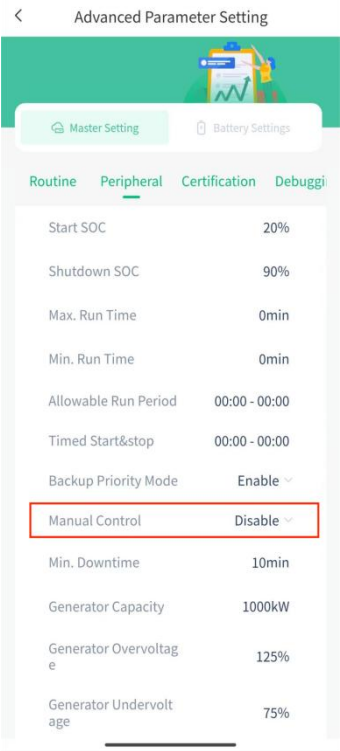 Advanced Parameter Setting
Master Setting Battery Settings
Routine Peripheral Certification Debuggi
Start SOC 20%
Shutdown SOC 90%
Max. Run Time 0min
Min. Run Time 0min
Allowable Run Period 00:00 - 00:00
Timed Start&stop 00:00 - 00:00
Backup Priority Mode Enable
Manual Control Disable
Min. Downtime 10min
Generator Capacity 1000kW
Generator Overvoltag
e 125%
Generator Undervolt
age 75%